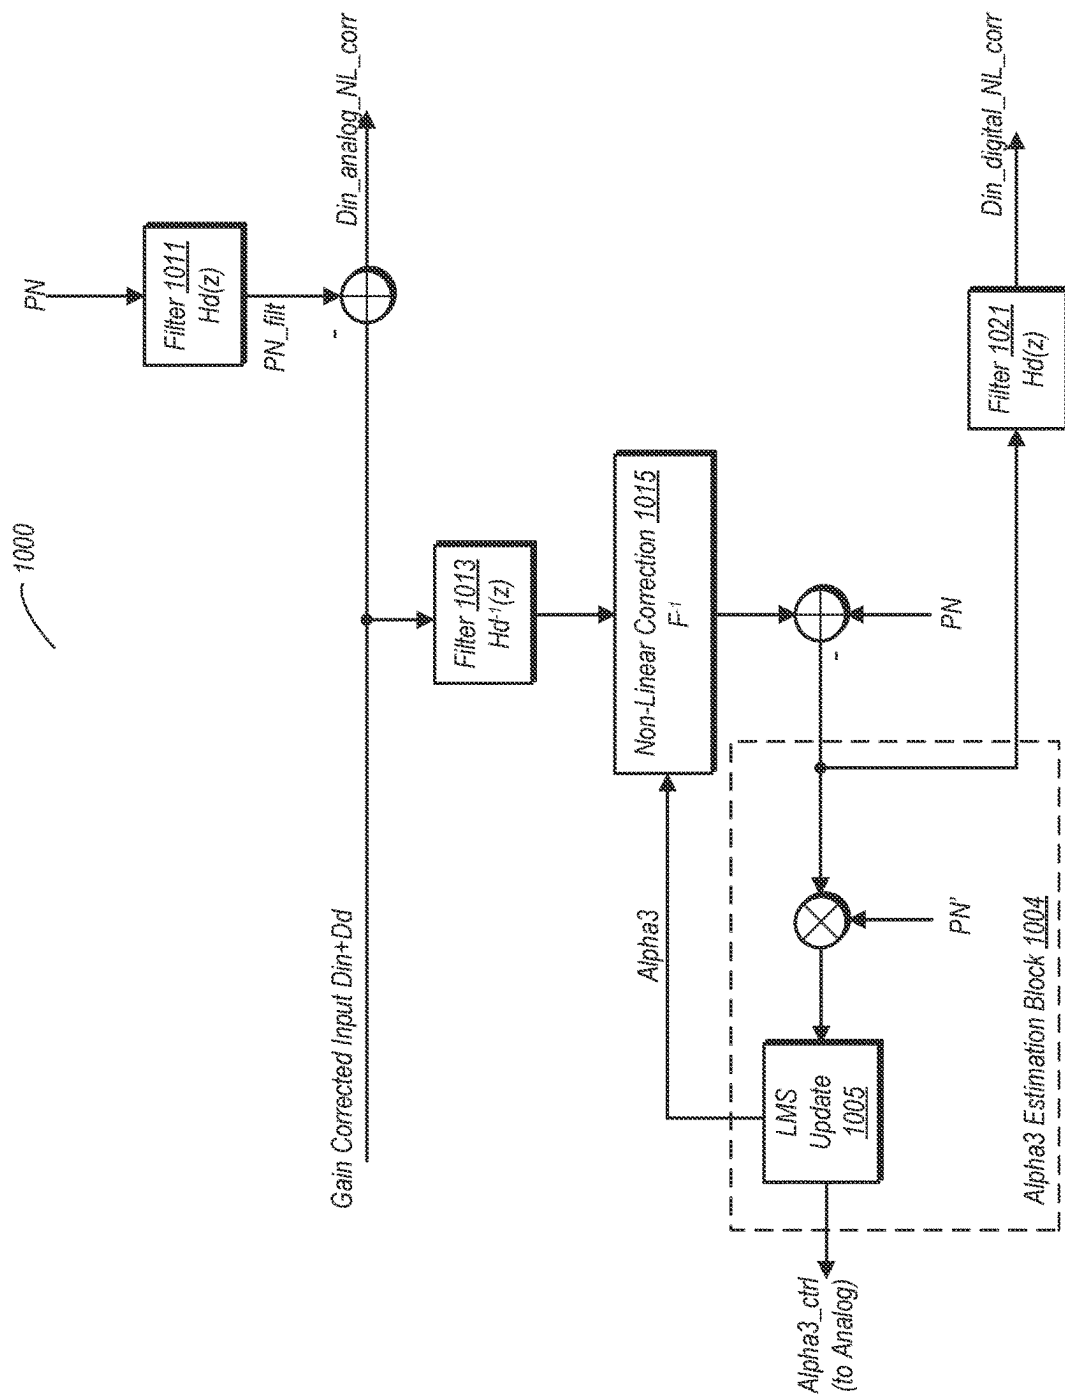 1000
PN
Filter 1011
Hd(z)
PN_filt
-
Din_analog_NL_corr
Gain Corrected Input Din+Dd
Filter 1013
Hd⁻¹(z)
Non-Linear Correction 1015
F⁻¹
Alpha3
PN
-
Filter 1021
Hd(z)
Din_digital_NL_corr
PN'
LMS
Update
1005
Alpha3 Estimation Block 1004
Alpha3_ctrl
(to Analog)